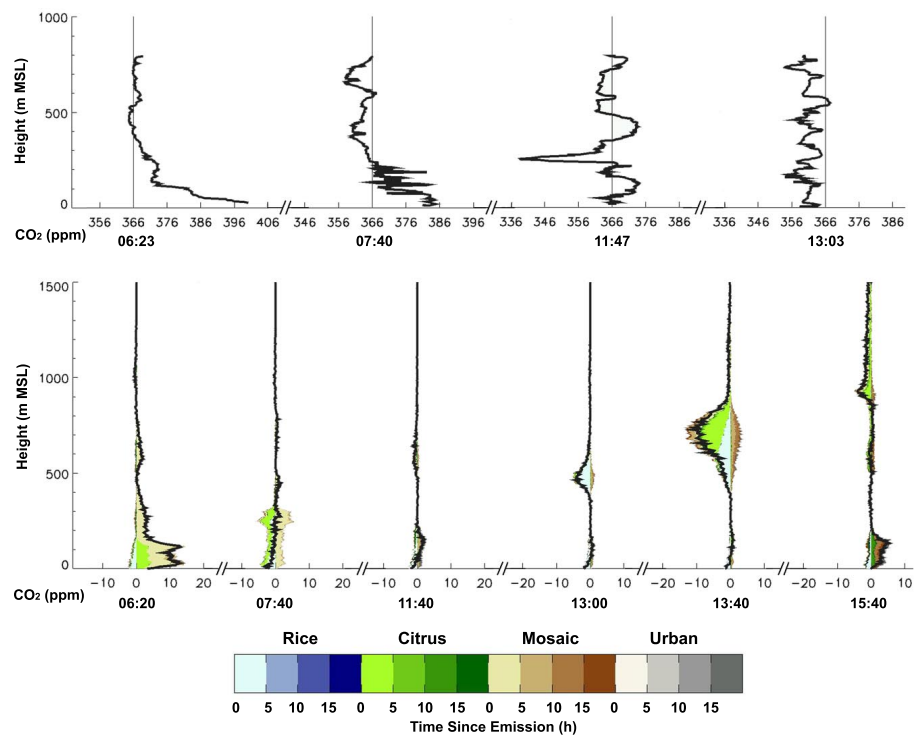 1000
500
0
Height (m MSL)
356 366 376 386 396 406 346 356 366 376 386 396 336 346 356 366 376 386 336 346 356 366 376 386
CO2 (ppm)
06:23 07:40 11:47 13:03
1500
1000
500
0
Height (m MSL)
−10 0 10 20 −10 0 10 20 −10 0 10 20 −20 −10 0 10 −20 −10 0 10 −20 −10 0 10
CO2 (ppm)
06:20 07:40 11:40 13:00 13:40 15:40
Rice Citrus Mosaic Urban
0 5 10 15 0 5 10 15 0 5 10 15 0 5 10 15
Time Since Emission (h)